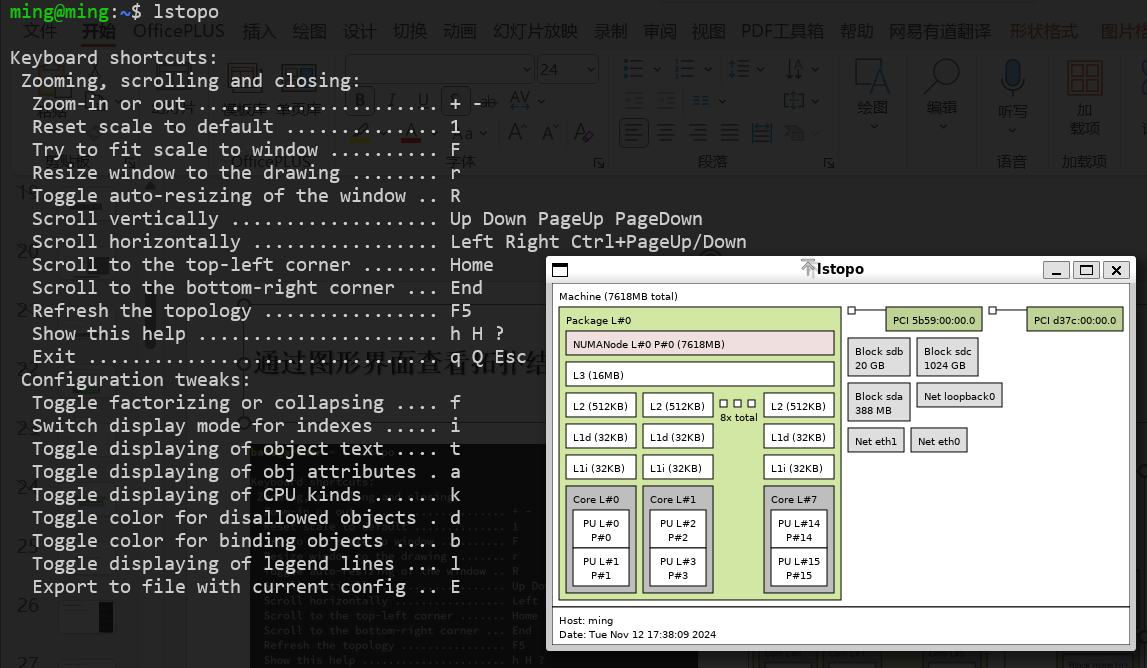 ming@ming:~$ lstopo
文件 开始 OfficePLUS 插入 绘图 设计 切换 动画 幻灯片放映 录制 审阅 视图 PDF工具箱 帮助 网易有道翻译 形状格式 图片格
Keyboard shortcuts:
Zooming, scrolling and closing:
Zoom-in or out ....................... + -
Reset scale to default .............. 1
Try to fit scale to window .......... F
Resize window to the drawing ........ r
Toggle auto-resizing of the window .. R
Scroll vertically ................... Up Down PageUp PageDown
Scroll horizontally ................. Left Right Ctrl+PageUp/Down
Scroll to the top-left corner ....... Home
Scroll to the bottom-right corner ... End
Refresh the topology ................ F5
Show this help ...................... h H ?
Exit ................................ q Q Esc
Configuration tweaks:
Toggle factorizing or collapsing .... f
Switch display mode for indexes ..... i
Toggle displaying of object text .... t
Toggle displaying of obj attributes . a
Toggle displaying of CPU kinds ...... k
Toggle color for disallowed objects . d
Toggle color for binding objects .... b
Toggle displaying of legend lines ... l
Export to file with current config .. E
24
绘图
编辑
听写
加
载项
OfficePLUS
字体
段落
语音
加载项
通过图形界面查看拓扑结
26
27
lstopo
Machine (7618MB total)
Package L#0
NUMANode L#0 P#0 (7618MB)
L3 (16MB)
L2 (512KB) L2 (512KB) L2 (512KB)
8x total
L1d (32KB) L1d (32KB) L1d (32KB)
L1i (32KB) L1i (32KB) L1i (32KB)
Core L#0 Core L#1 Core L#7
PU L#0 PU L#2 PU L#14
P#0 P#2 P#14
PU L#1 PU L#3 PU L#15
P#1 P#3 P#15
PCI 5b59:00:00.0 PCI d37c:00:00.0
Block sdb Block sdc
20 GB 1024 GB
Block sda Net loopback0
388 MB
Net eth1 Net eth0
Host: ming
Date: Tue Nov 12 17:38:09 2024